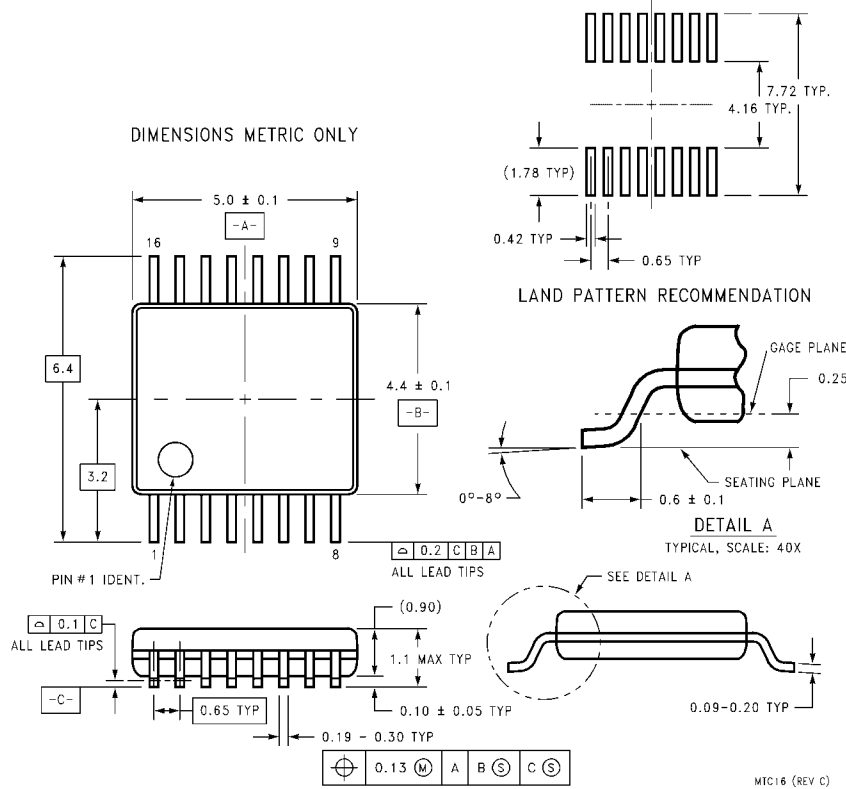 7.72 TYP.
4.16 TYP.
DIMENSIONS METRIC ONLY
(1.78 TYP)
5.0 ± 0.1
-A-
16
9
0.42 TYP
0.65 TYP
LAND PATTERN RECOMMENDATION
GAGE PLANE
6.4
4.4 ± 0.1
-B-
0.25
3.2
0°-8°
SEATING PLANE
0.6 ± 0.1
DETAIL A
TYPICAL, SCALE: 40X
1
8
⌓ 0.2 C B A
ALL LEAD TIPS
PIN #1 IDENT.
SEE DETAIL A
⌓ 0.1 C
ALL LEAD TIPS
(0.90)
1.1 MAX TYP
-C-
0.65 TYP
0.10 ± 0.05 TYP
0.09-0.20 TYP
0.19 - 0.30 TYP
⌖ 0.13 Ⓜ A B Ⓢ C Ⓢ
MTC16 (REV C)